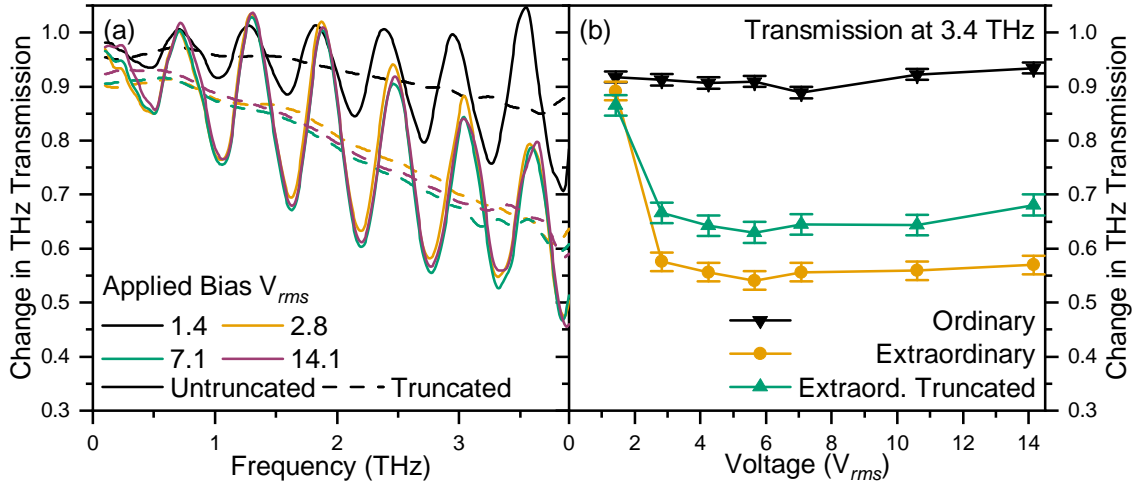 (a)
Change in THz Transmission
1.0
0.9
0.8
0.7
0.6
0.5
0.4
0.3
Applied Bias Vrms
1.4
2.8
7.1
14.1
Untruncated
Truncated
0
1
2
3
Frequency (THz)
(b)
Transmission at 3.4 THz
Ordinary
Extraordinary
Extraord. Truncated
0
2
4
6
8
10
12
14
Voltage (Vrms)
1.0
0.9
0.8
0.7
0.6
0.5
0.4
0.3
Change in THz Transmission